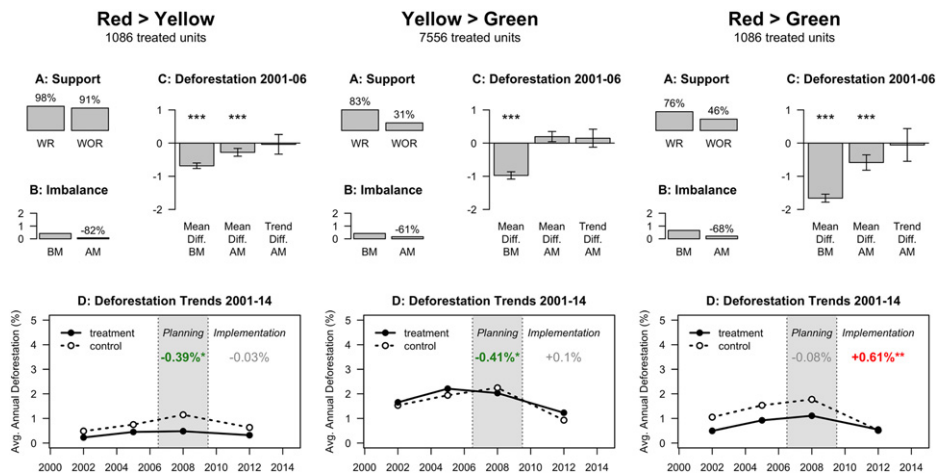 Red > Yellow
1086 treated units
A: Support
98%
91%
WR
WOR
B: Imbalance
2
1
0
-82%
BM
AM
C: Deforestation 2001-06
1
0
-1
-2
***
***
Mean Diff. BM
Mean Diff. AM
Trend Diff. AM
D: Deforestation Trends 2001-14
Avg. Annual Deforestation (%)
5
4
3
2
1
0
treatment
control
Planning
Implementation
-0.39%*
-0.03%
2000 2002 2004 2006 2008 2010 2012 2014
Yellow > Green
7556 treated units
A: Support
83%
31%
WR
WOR
B: Imbalance
2
1
0
-61%
BM
AM
C: Deforestation 2001-06
1
0
-1
-2
***
Mean Diff. BM
Mean Diff. AM
Trend Diff. AM
D: Deforestation Trends 2001-14
Avg. Annual Deforestation (%)
5
4
3
2
1
0
treatment
control
Planning
Implementation
-0.41%*
+0.1%
2000 2002 2004 2006 2008 2010 2012 2014
Red > Green
1086 treated units
A: Support
76%
46%
WR
WOR
B: Imbalance
2
1
0
-68%
BM
AM
C: Deforestation 2001-06
1
0
-1
-2
***
***
Mean Diff. BM
Mean Diff. AM
Trend Diff. AM
D: Deforestation Trends 2001-14
Avg. Annual Deforestation (%)
5
4
3
2
1
0
treatment
control
Planning
Implementation
-0.08%
+0.61%**
2000 2002 2004 2006 2008 2010 2012 2014